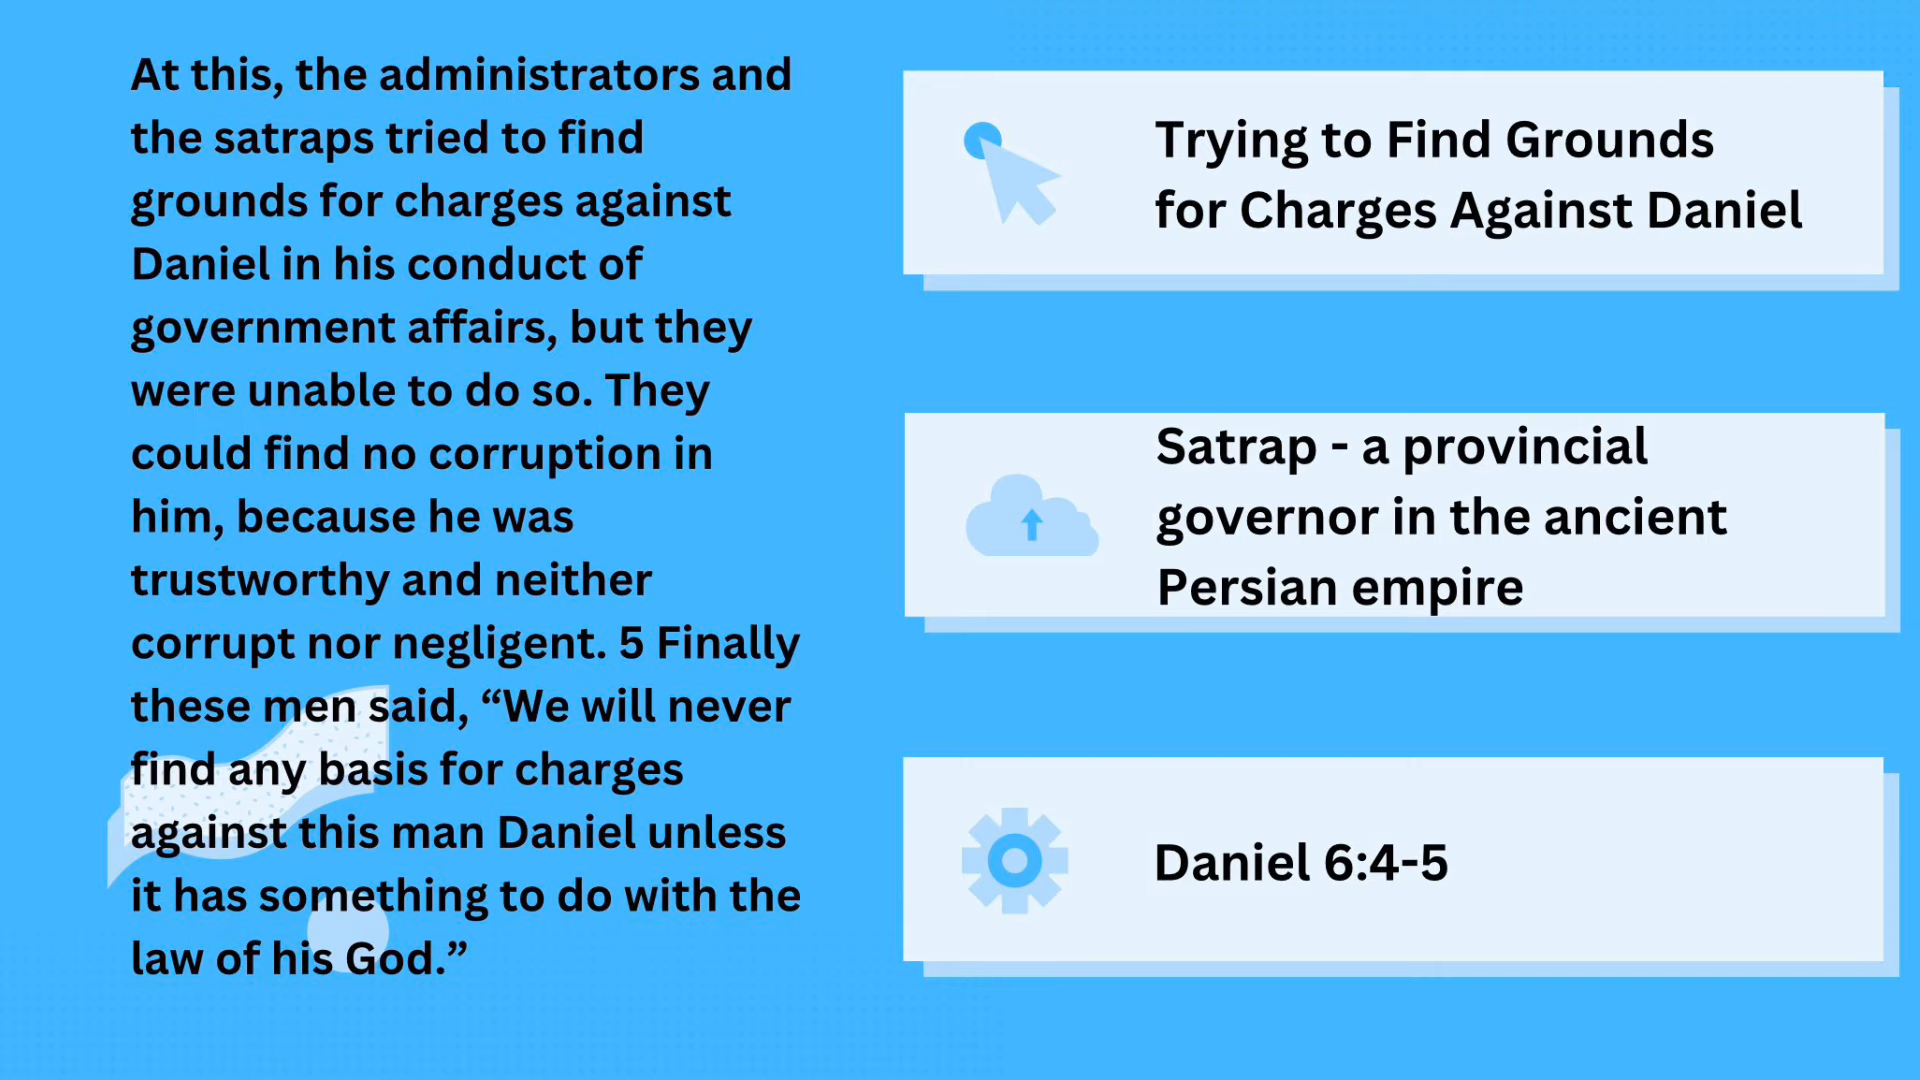 At this, the administrators and
the satraps tried to find
grounds for charges against
Daniel in his conduct of
government affairs, but they
were unable to do so. They
could find no corruption in
him, because he was
trustworthy and neither
corrupt nor negligent. 5 Finally
these men said, “We will never
find any basis for charges
against this man Daniel unless
it has something to do with the
law of his God.”
Trying to Find Grounds
for Charges Against Daniel
Satrap - a provincial
governor in the ancient
Persian empire
Daniel 6:4-5